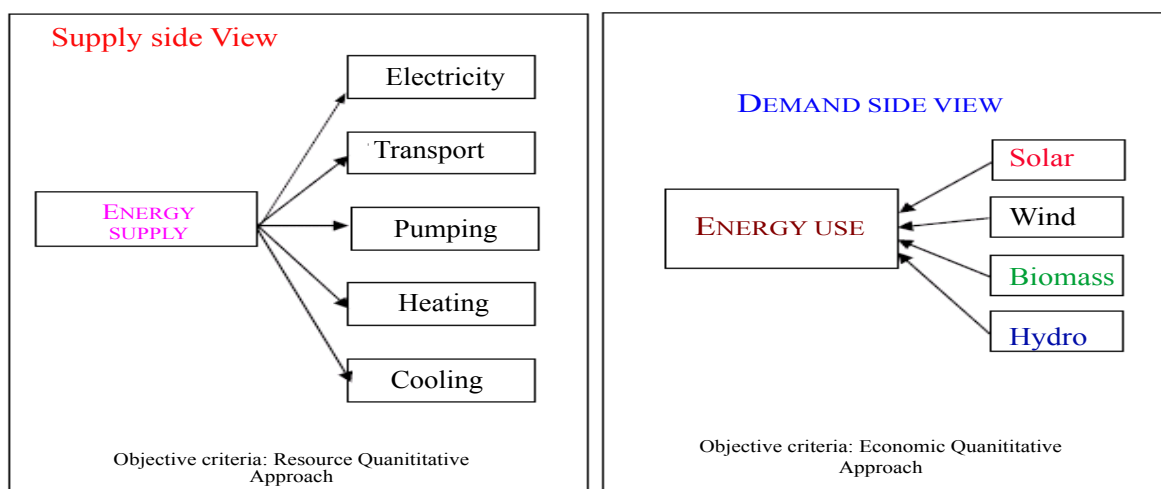 Supply side View
Electricity
Transport
ENERGY
SUPPLY
Pumping
Heating
Cooling
Objective criteria: Resource Quanititative
Approach
DEMAND SIDE VIEW
Solar
Wind
ENERGY USE
Biomass
Hydro
Objective criteria: Economic Quanititative
Approach